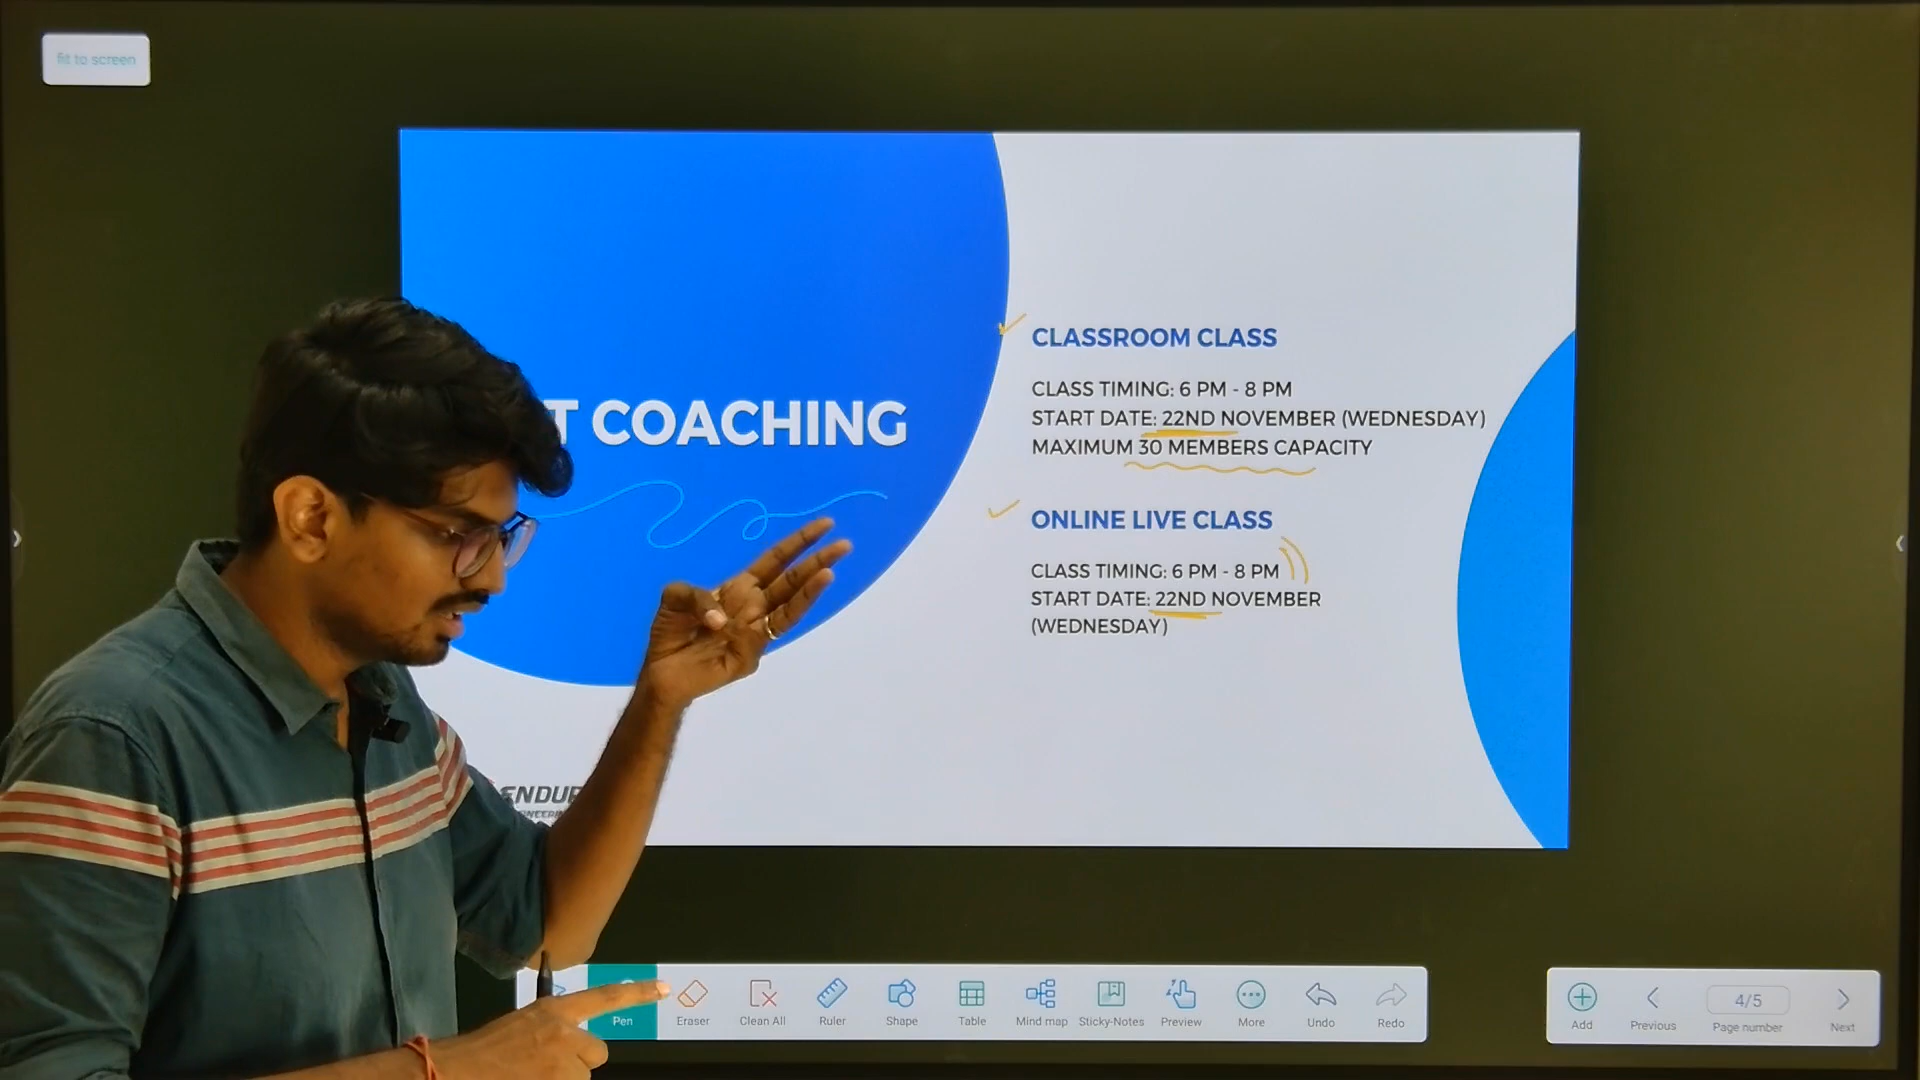 fit to screen
T COACHING
CLASSROOM CLASS
CLASS TIMING: 6 PM - 8 PM
START DATE: 22ND NOVEMBER (WEDNESDAY)
MAXIMUM 30 MEMBERS CAPACITY
ONLINE LIVE CLASS
CLASS TIMING: 6 PM - 8 PM
START DATE: 22ND NOVEMBER
(WEDNESDAY)
Pen Eraser Clean All Ruler Shape Table Mind map Sticky-Notes Preview More Undo Redo
Add Previous 4/5 Page number Next